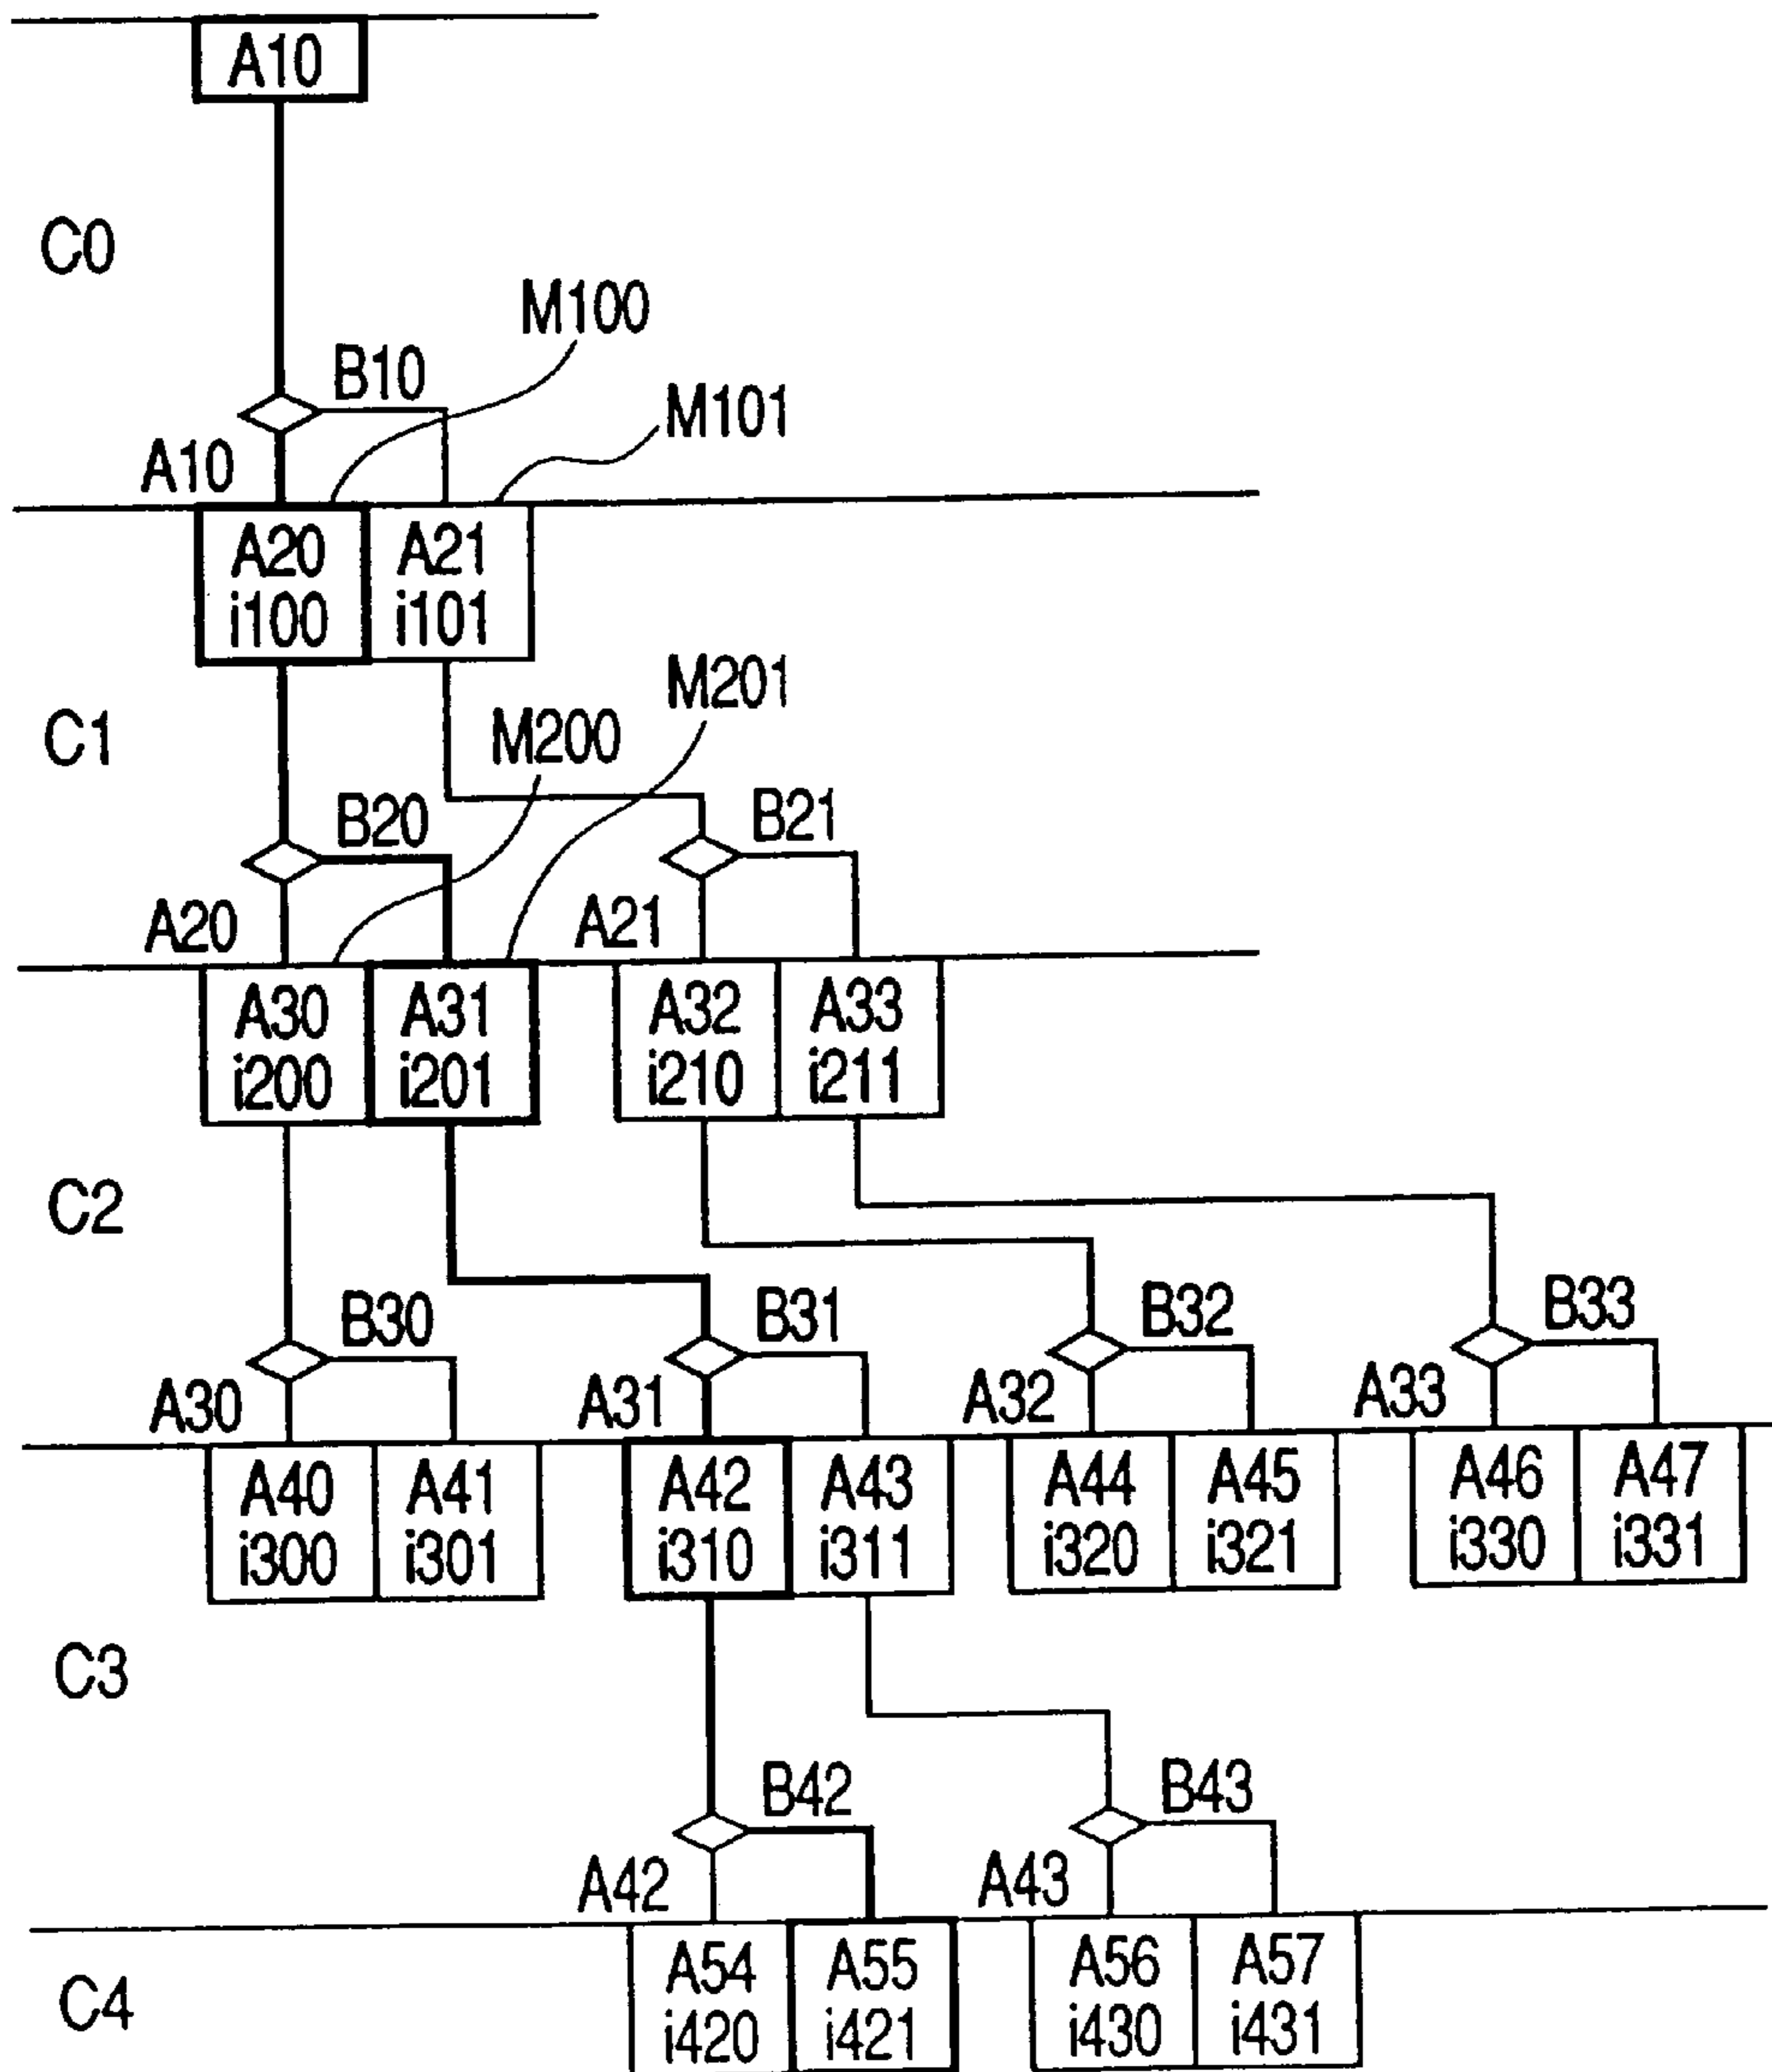 A10
C0
M100
B10
M101
A10
A20 A21
i100 i101
M201
C1
M200
B20 B21
A20 A21
A30 A31 A32 A33
i200 i201 i210 i211
C2
B30 B31 B32 B33
A30 A31 A32 A33
A40 A41 A42 A43 A44 A45 A46 A47
i300 i301 i310 i311 i320 i321 i330 i331
C3
B42 B43
A42 A43
A54 A55 A56 A57
C4
i420 i421 i430 i431